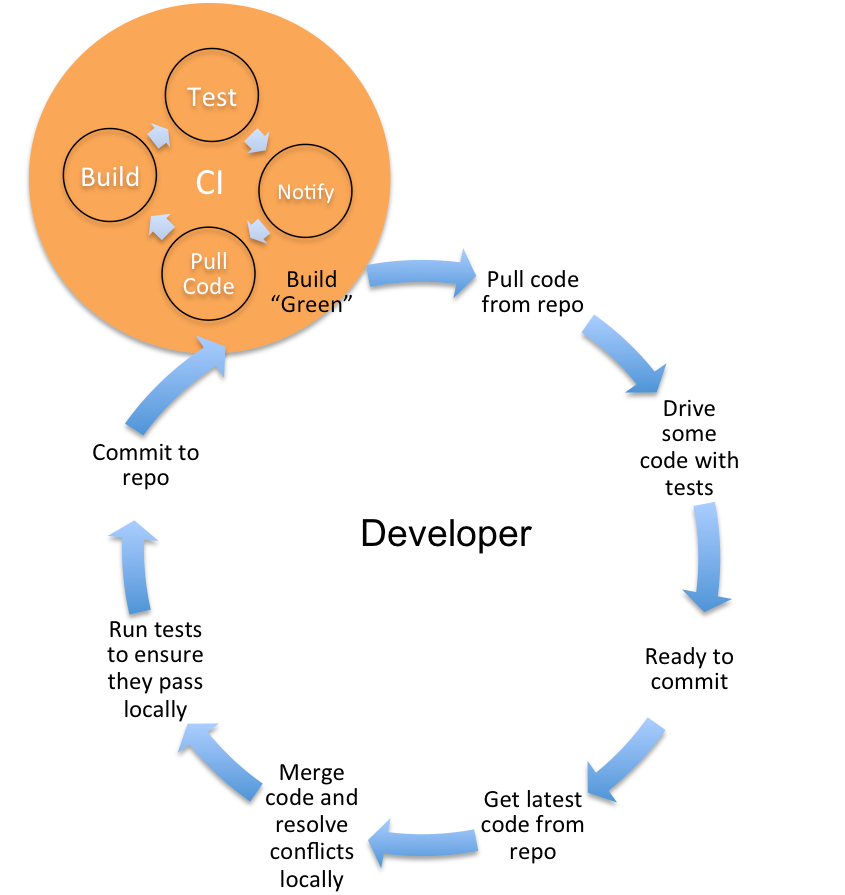 Test
Build
CI
Notify
Pull
Code
Build
“Green”
Pull code
from repo
Drive
some
code with
tests
Ready to
commit
Get latest
code from
repo
Merge
code and
resolve
conflicts
locally
Run tests
to ensure
they pass
locally
Commit to
repo
Developer